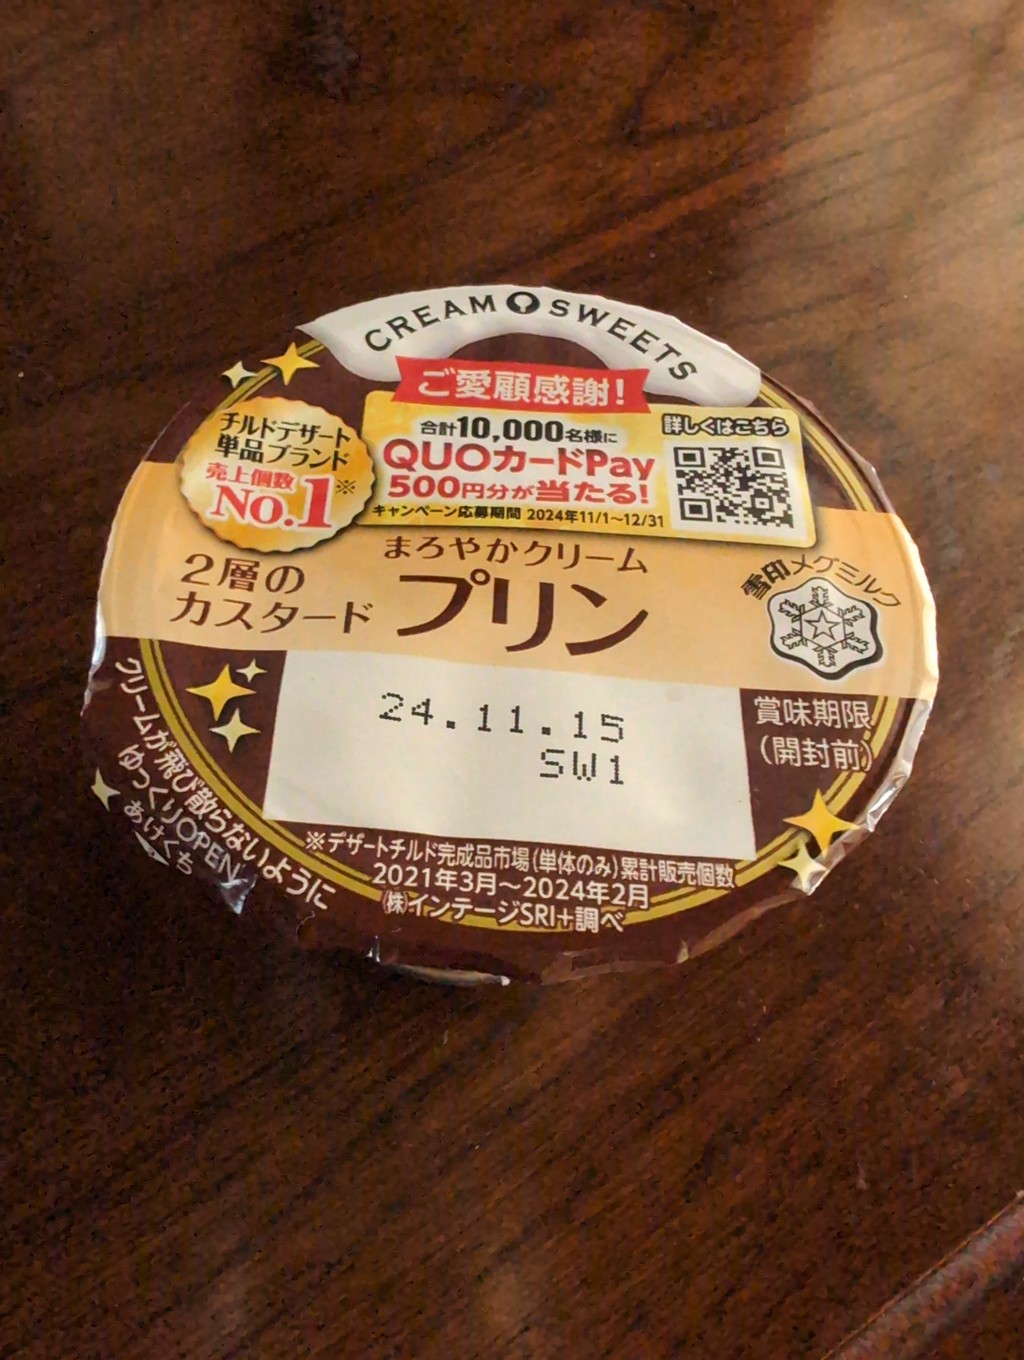 CREAM SWEETS
ご愛顧感謝!
チルドデザート
単品ブランド
売上個数
No.1※
合計10,000名様に
QUOカードPay
500円分が当たる!
キャンペーン応募期間 2024年11/1~12/31
詳しくはこちら
2層の
カスタード
まろやかクリーム
プリン
雪印メグミルク
24.11.15
SW1
賞味期限
(開封前)
クリームが飛び散らないように
ゆっくりOPEN
あけくち
※デザートチルド完成品市場(単体のみ)累計販売個数
2021年3月~2024年2月
㈱インテージSRI+調べ